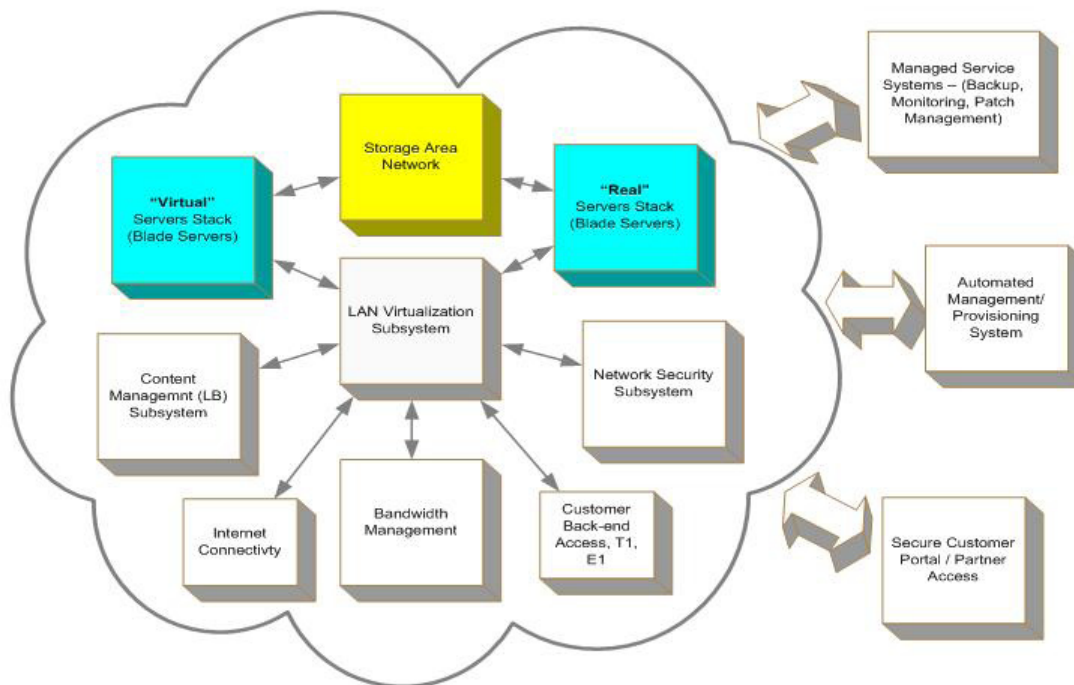 Managed Service
Systems – (Backup,
Monitoring, Patch
Management)
Storage Area
Network
“Virtual”
Servers Stack
(Blade Servers)
“Real”
Servers Stack
(Blade Servers)
LAN Virtualization
Subsystem
Automated
Management/
Provisioning
System
Content
Managemnt (LB)
Subsystem
Network Security
Subsystem
Internet
Connectivty
Bandwidth
Management
Customer
Back-end
Access, T1,
E1
Secure Customer
Portal / Partner
Access